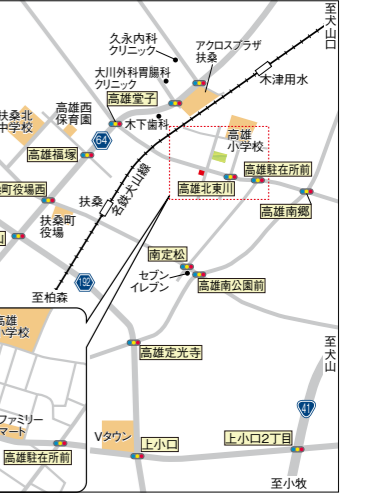 至犬山口
久永内科
クリニック
アクロスプラザ
扶桑
大川外科胃腸科
クリニック
木津用水
高雄堂子
高雄西
保育園
扶桑北
中学校
木下歯科
高雄
小学校
64
高雄福塚
高雄駐在所前
町役場西
高雄北東川
扶桑
名鉄犬山線
高雄南郷
扶桑町
役場
山
南定松
セブン-
イレブン
高雄南公園前
192
至柏森
高雄
小学校
至犬山
高雄定光寺
41
ファミリー
マート
Vタウン
上小口
上小口2丁目
高雄駐在所前
至小牧